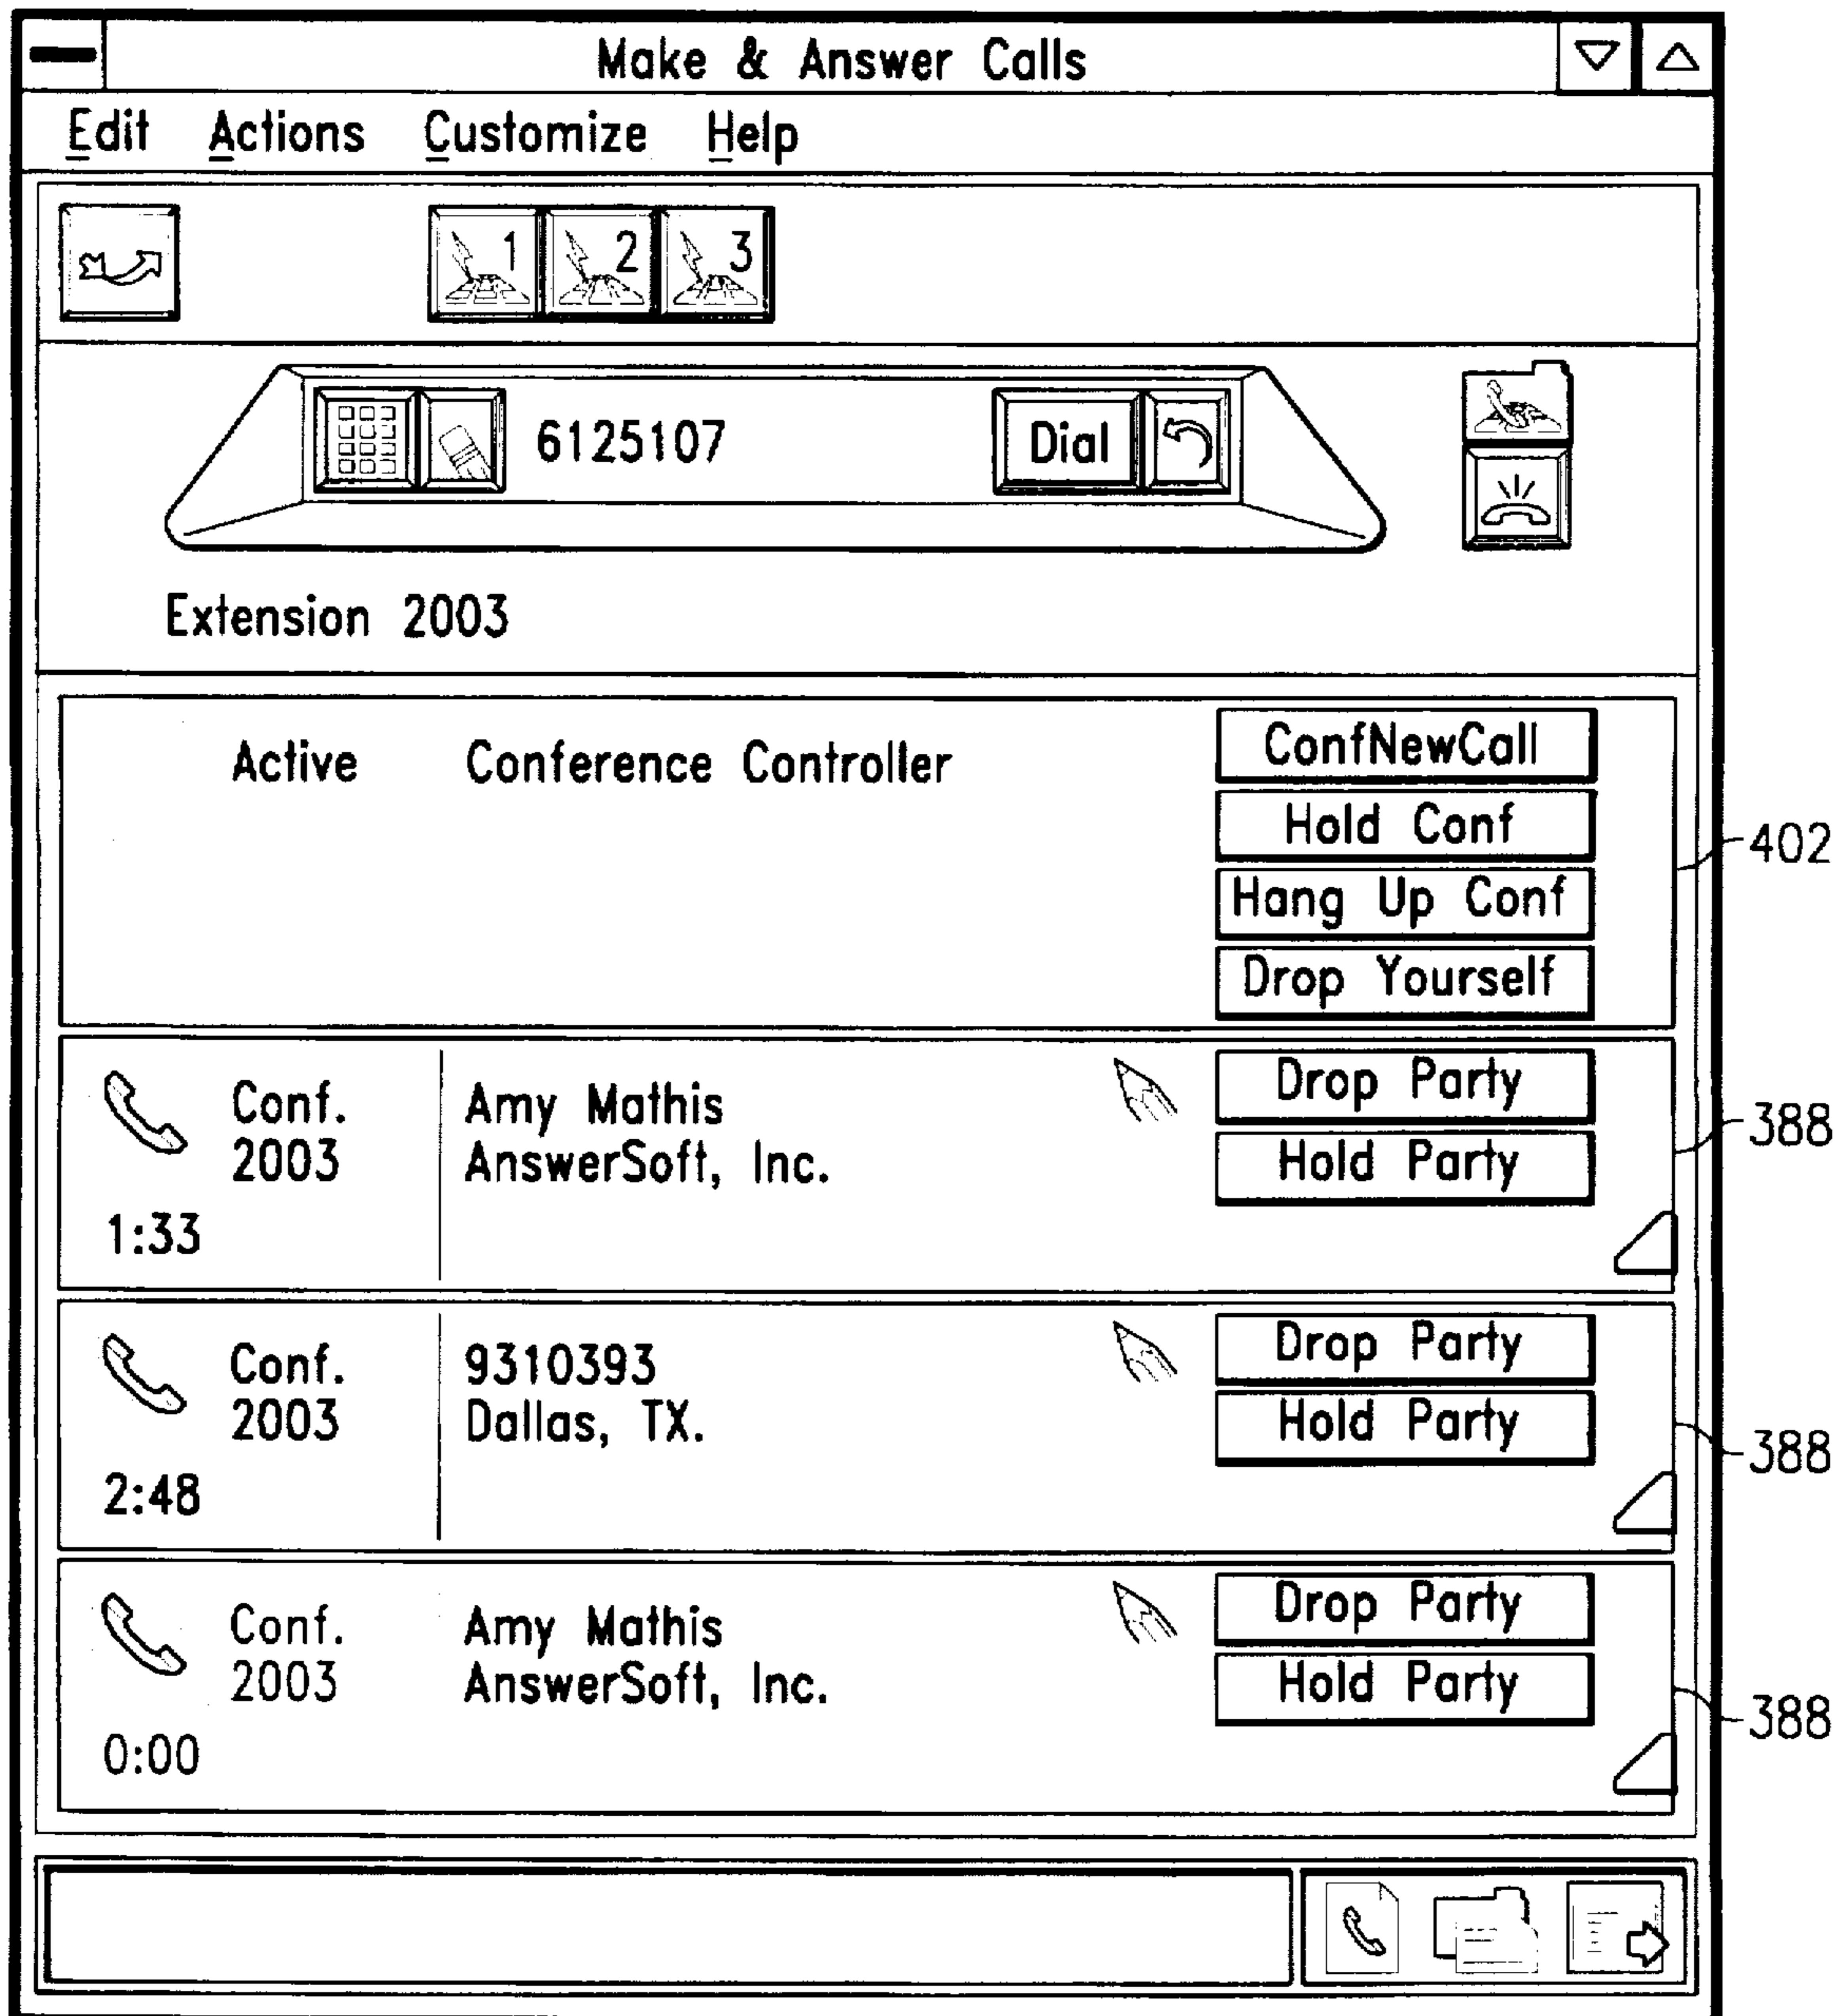 Make & Answer Calls
Edit Actions Customize Help
1 2 3
6125107 Dial
Extension 2003
Active Conference Controller
ConfNewCall
Hold Conf
402
Hang Up Conf
Drop Yourself
Conf. Amy Mathis Drop Party
388
2003 AnswerSoft, Inc. Hold Party
1:33
Conf. 9310393 Drop Party
2003 Dallas, TX. Hold Party
388
2:48
Conf. Amy Mathis Drop Party
2003 AnswerSoft, Inc. Hold Party
388
0:00